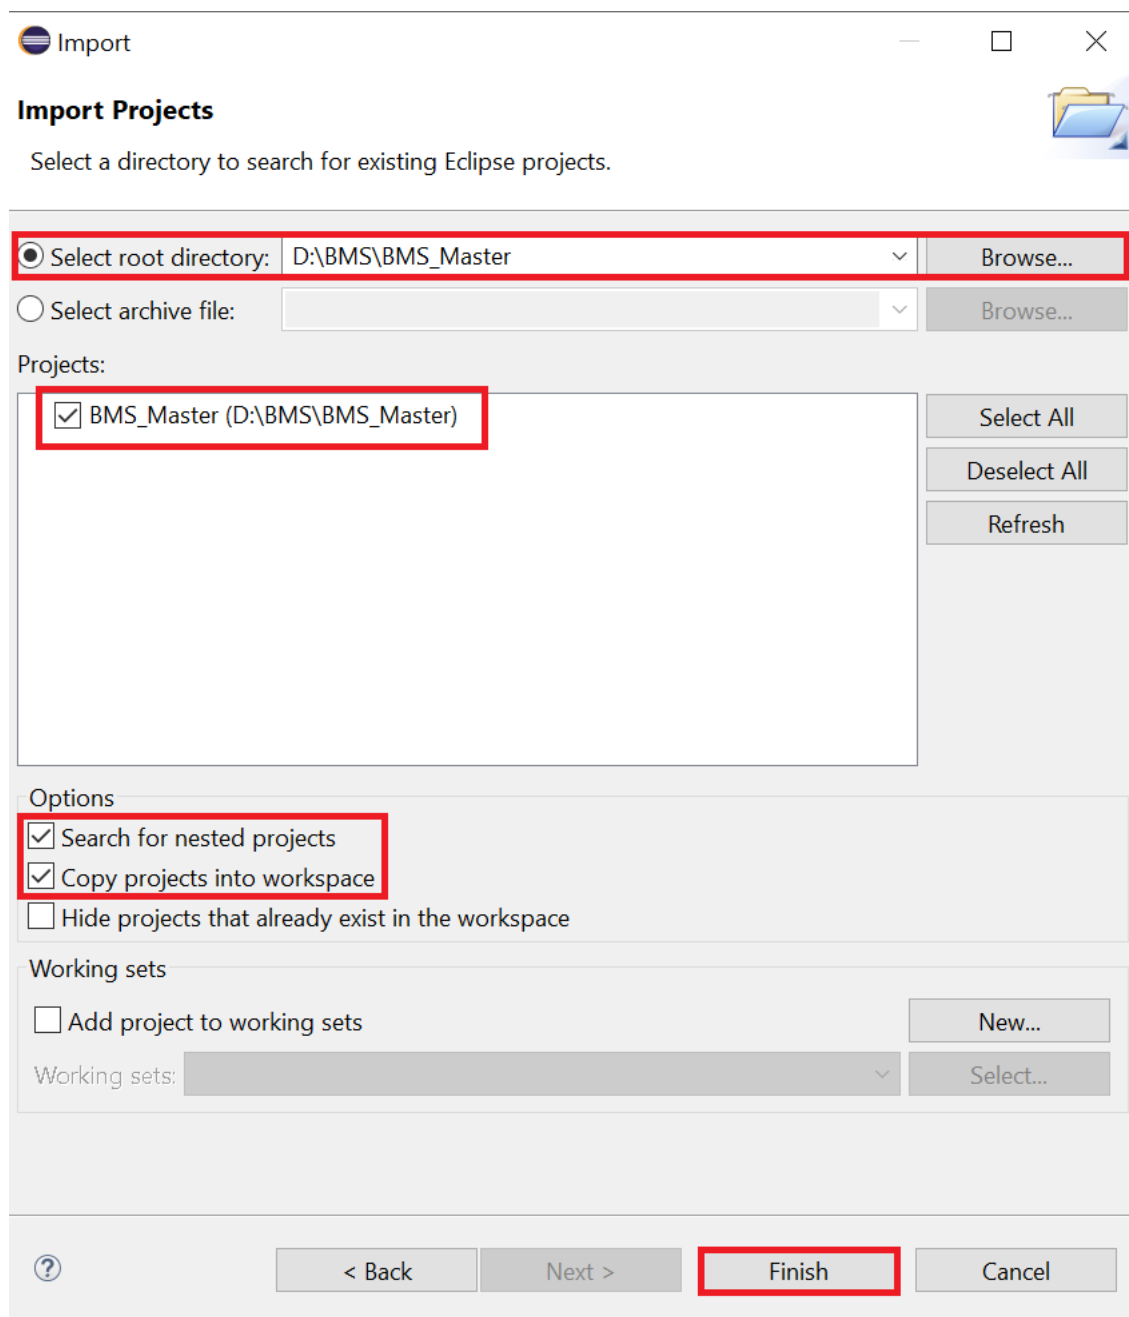 Import
Import Projects
Select a directory to search for existing Eclipse projects.
Select root directory: D:\BMS\BMS_Master Browse...
Select archive file: Browse...
Projects:
BMS_Master (D:\BMS\BMS_Master)
Select All
Deselect All
Refresh
Options
Search for nested projects
Copy projects into workspace
Hide projects that already exist in the workspace
Working sets
Add project to working sets New...
Working sets: Select...
? < Back Next > Finish Cancel